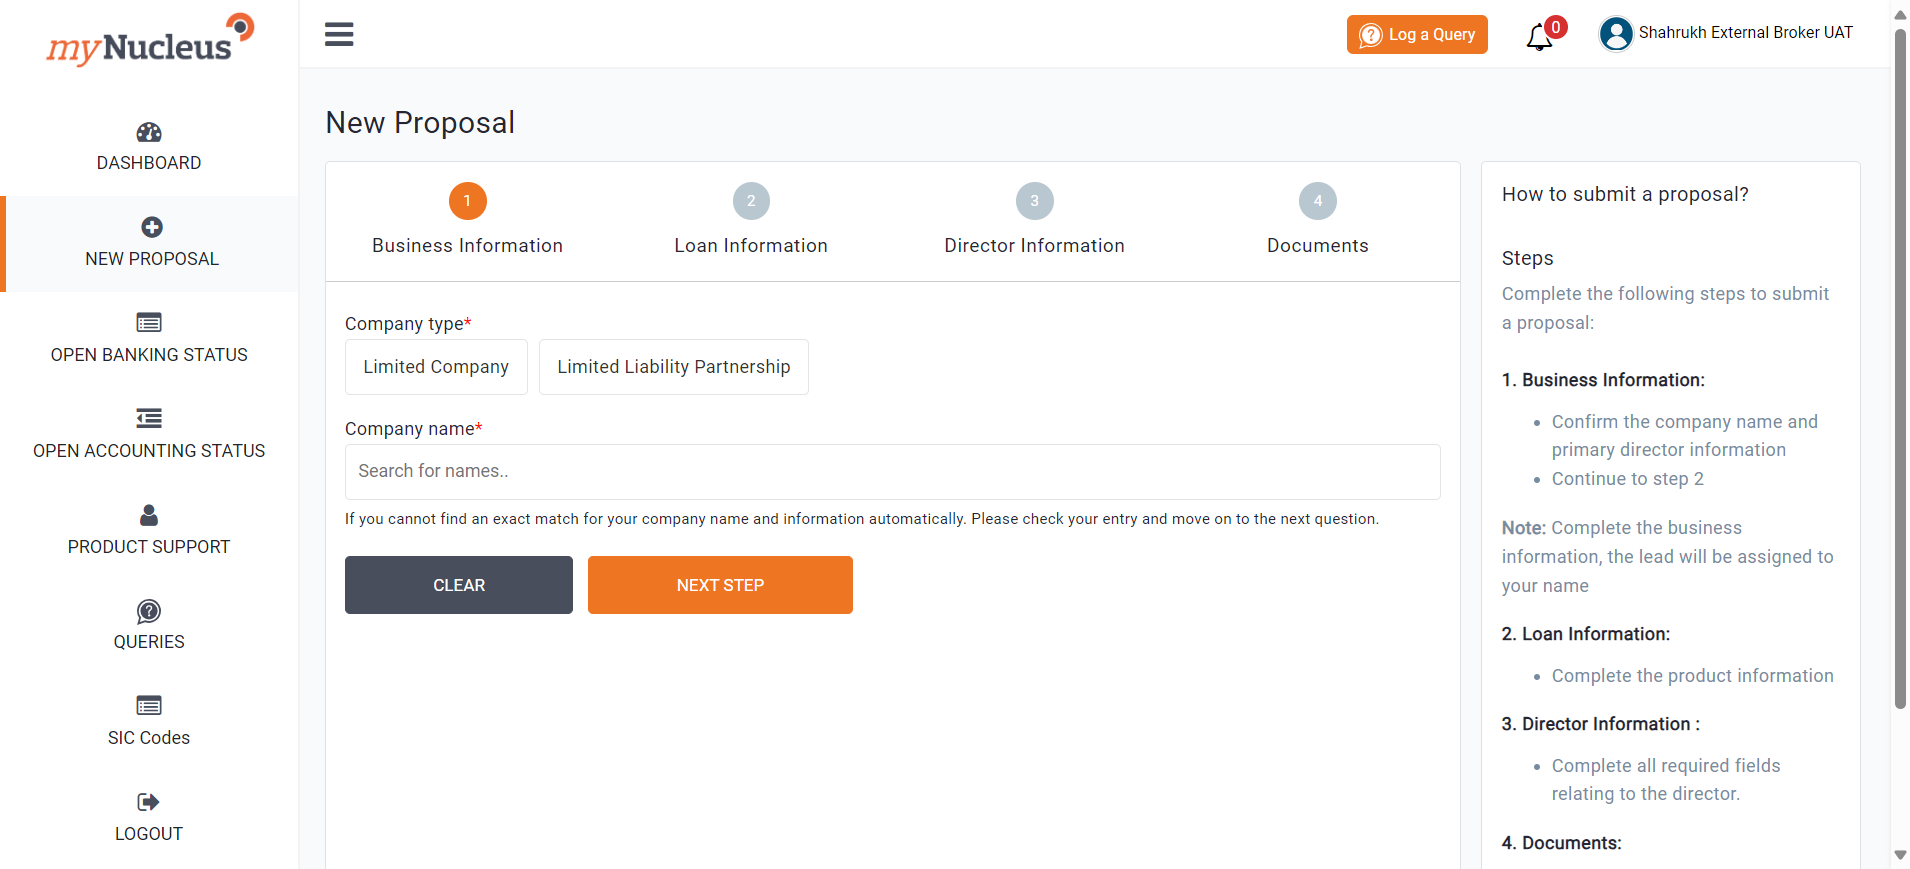 myNucleus
Log a Query
0
Shahrukh External Broker UAT
DASHBOARD
NEW PROPOSAL
OPEN BANKING STATUS
OPEN ACCOUNTING STATUS
PRODUCT SUPPORT
QUERIES
SIC Codes
LOGOUT
New Proposal
1
Business Information
2
Loan Information
3
Director Information
4
Documents
Company type*
Limited Company
Limited Liability Partnership
Company name*
Search for names..
If you cannot find an exact match for your company name and information automatically. Please check your entry and move on to the next question.
CLEAR
NEXT STEP
How to submit a proposal?
Steps
Complete the following steps to submit
a proposal:
1. Business Information:
• Confirm the company name and
primary director information
• Continue to step 2
Note: Complete the business
information, the lead will be assigned to
your name
2. Loan Information:
• Complete the product information
3. Director Information :
• Complete all required fields
relating to the director.
4. Documents: